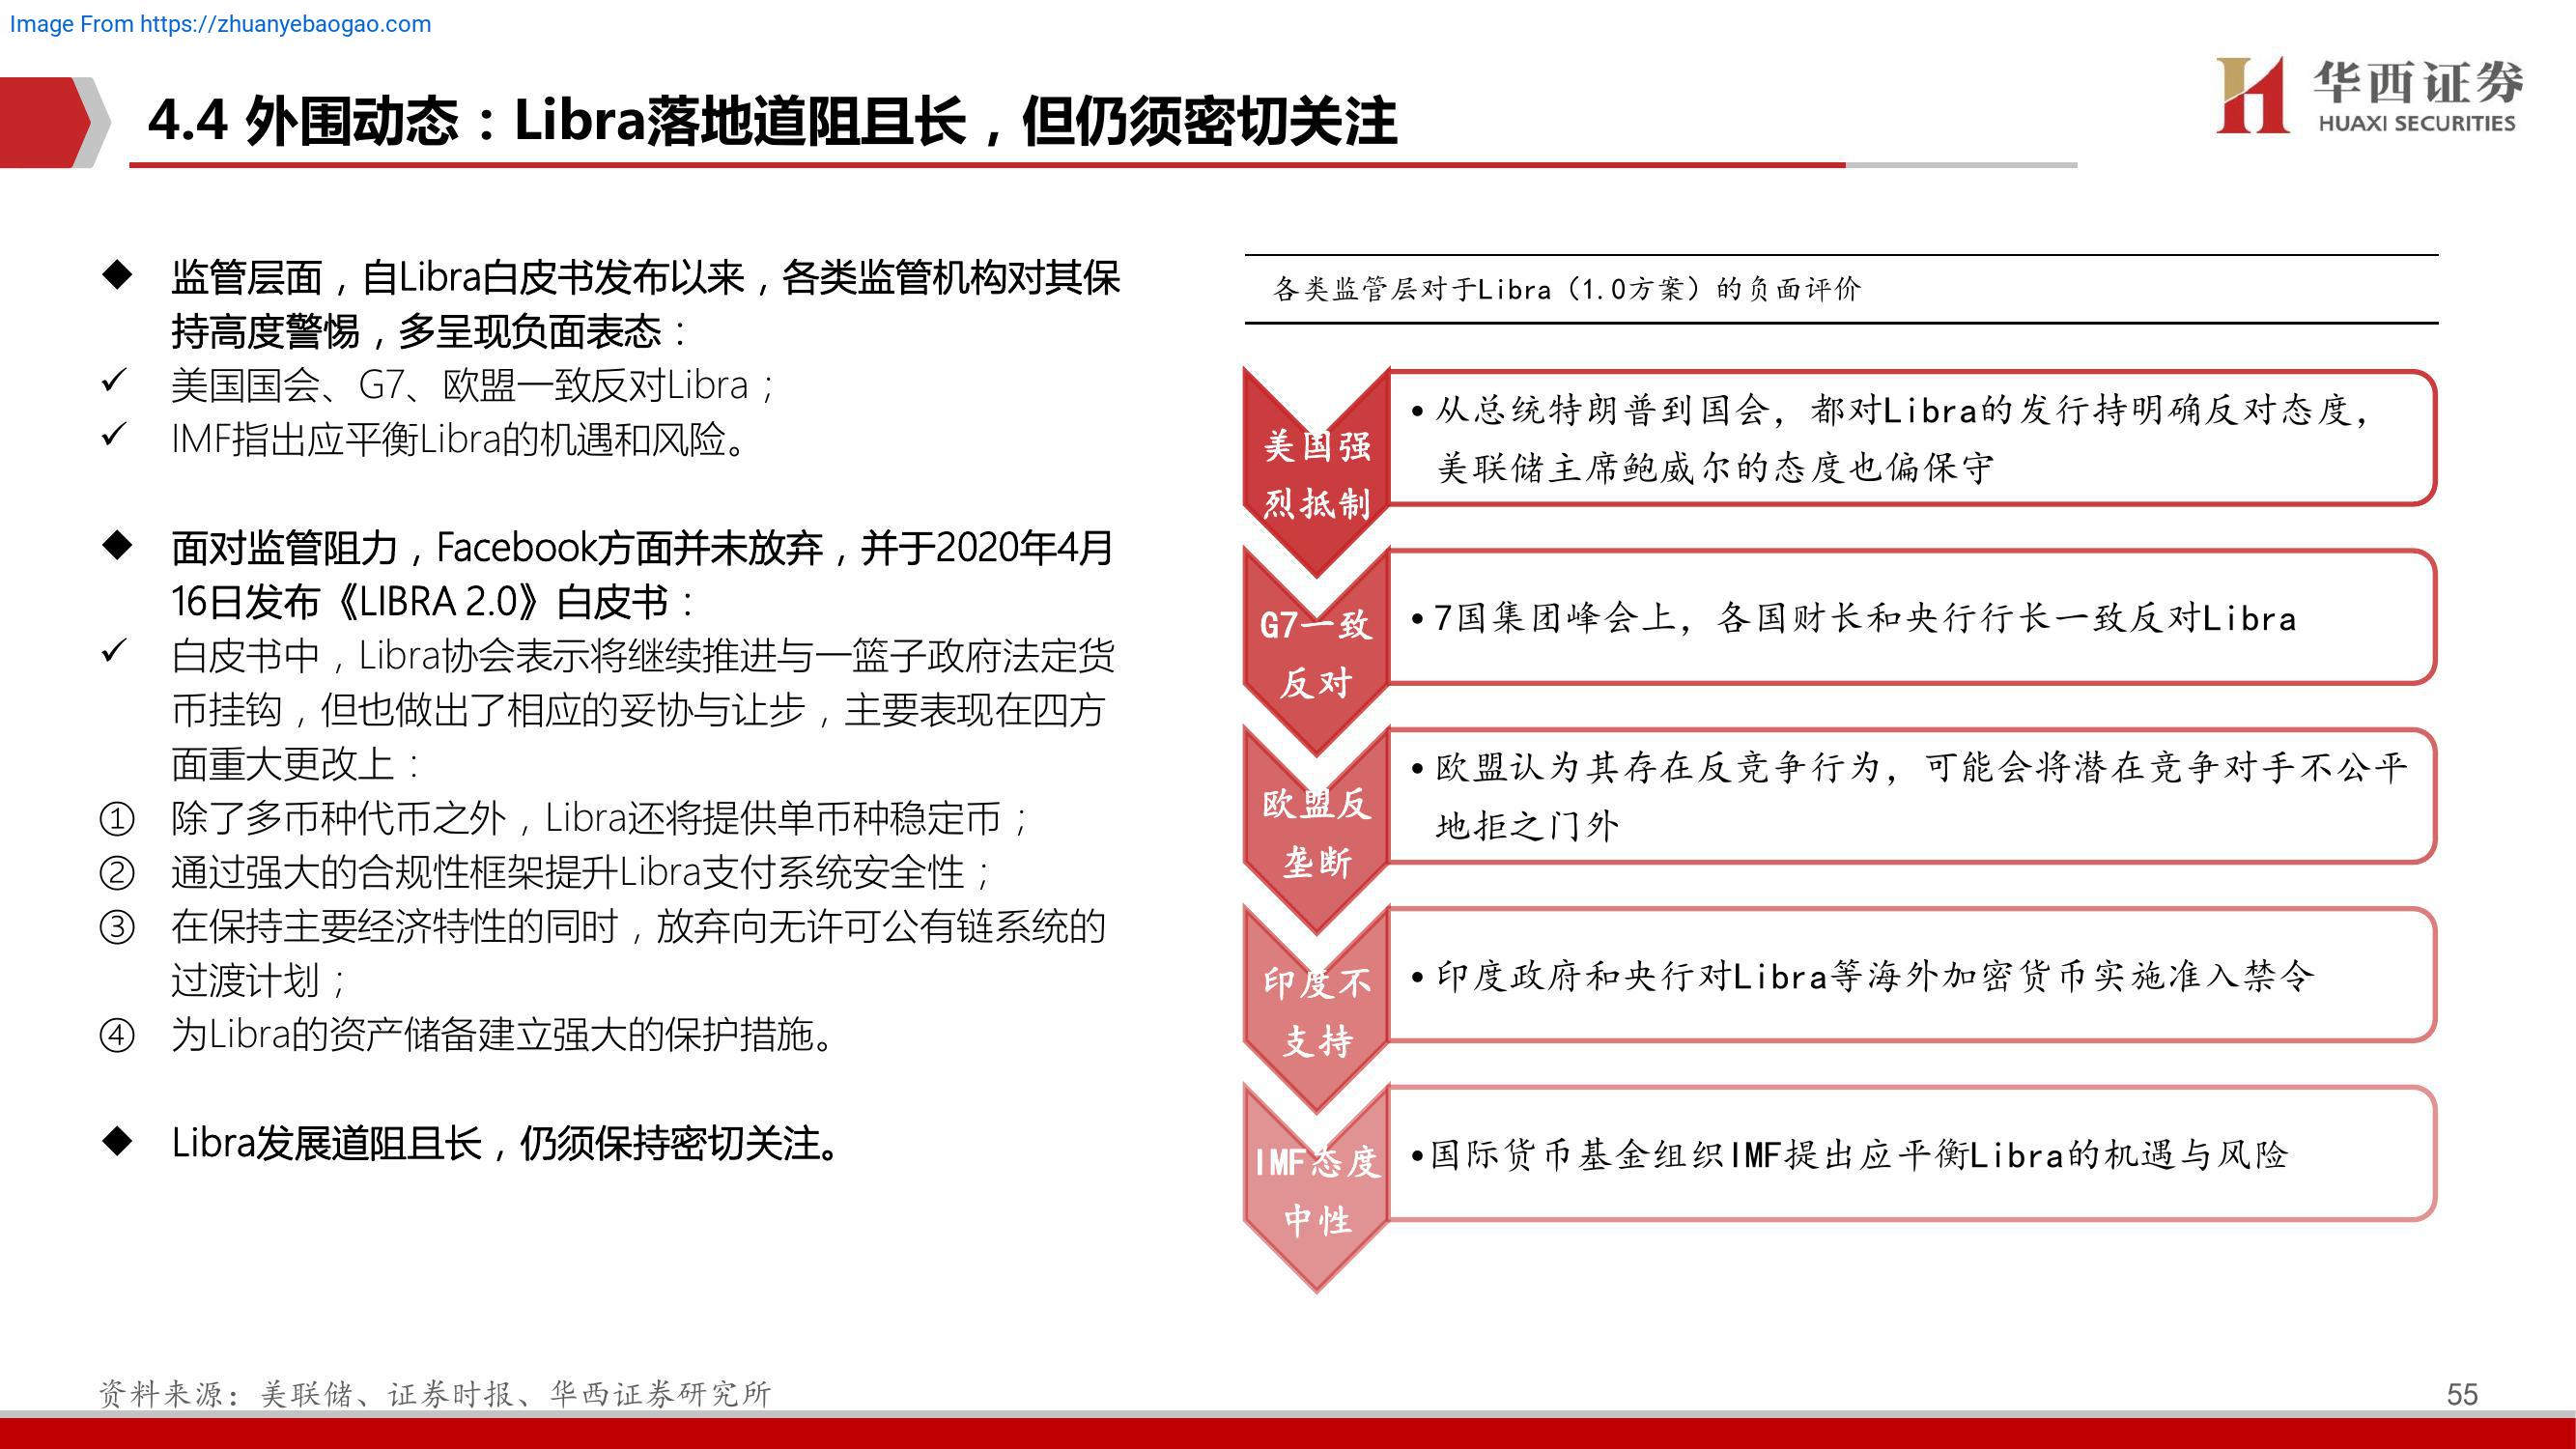 Image From https://zhuanyebaogao.com
华西证券
HUAXI SECURITIES
4.4 外围动态：Libra落地道阻且长，但仍须密切关注
◆ 监管层面，自Libra白皮书发布以来，各类监管机构对其保
持高度警惕，多呈现负面表态：
✓ 美国国会、G7、欧盟一致反对Libra；
✓ IMF指出应平衡Libra的机遇和风险。
◆ 面对监管阻力，Facebook方面并未放弃，并于2020年4月
16日发布《LIBRA 2.0》白皮书：
✓ 白皮书中，Libra协会表示将继续推进与一篮子政府法定货
币挂钩，但也做出了相应的妥协与让步，主要表现在四方
面重大更改上：
① 除了多币种代币之外，Libra还将提供单币种稳定币；
② 通过强大的合规性框架提升Libra支付系统安全性；
③ 在保持主要经济特性的同时，放弃向无许可公有链系统的
过渡计划；
④ 为Libra的资产储备建立强大的保护措施。
◆ Libra发展道阻且长，仍须保持密切关注。
各类监管层对于Libra（1.0方案）的负面评价
美国强
烈抵制
• 从总统特朗普到国会，都对Libra的发行持明确反对态度，
美联储主席鲍威尔的态度也偏保守
G7一致
反对
• 7国集团峰会上，各国财长和央行行长一致反对Libra
欧盟反
垄断
• 欧盟认为其存在反竞争行为，可能会将潜在竞争对手不公平
地拒之门外
印度不
支持
• 印度政府和央行对Libra等海外加密货币实施准入禁令
IMF态度
中性
•国际货币基金组织IMF提出应平衡Libra的机遇与风险
资料来源：美联储、证券时报、华西证券研究所
55